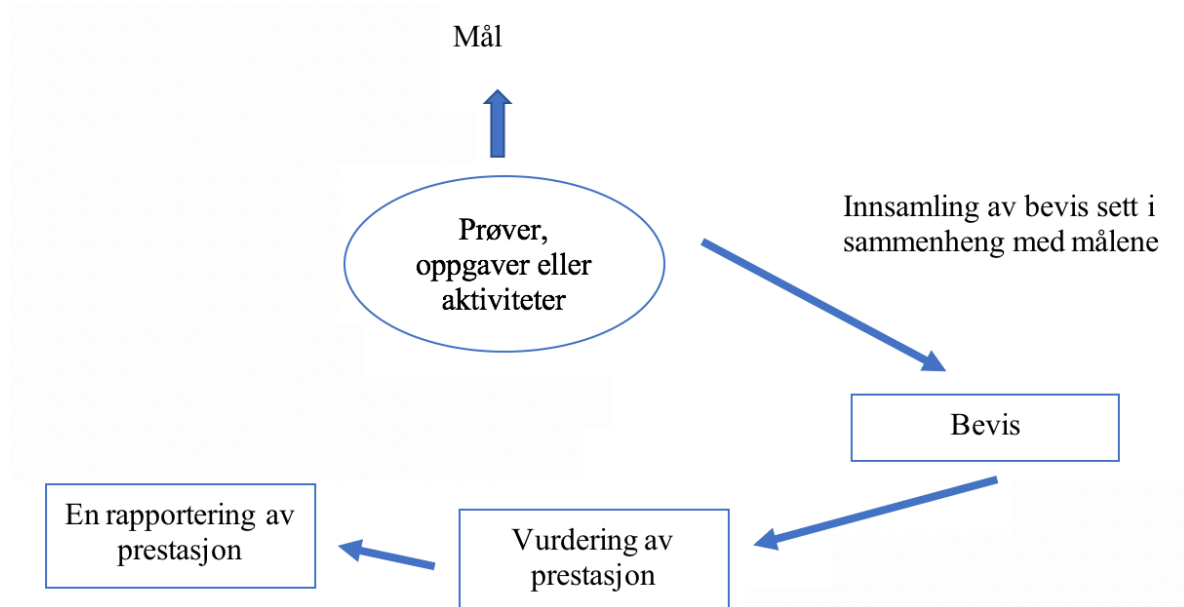 Mål
Prøver,
oppgaver eller
aktiviteter
Innsamling av bevis sett i
sammenheng med målene
Bevis
Vurdering av
prestasjon
En rapportering av
prestasjon